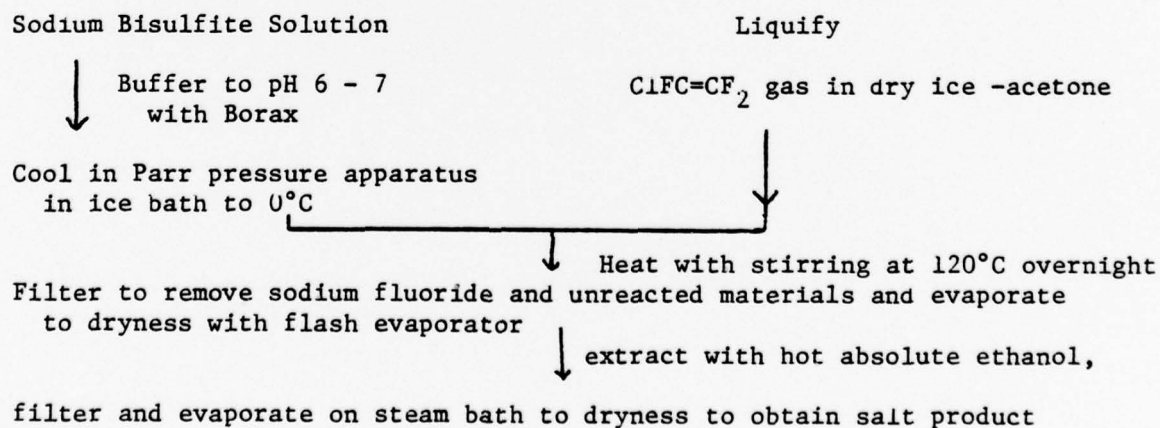 Sodium Bisulfite Solution
Liquify
Buffer to pH 6 - 7
with Borax
ClFC=CF2 gas in dry ice -acetone
Cool in Parr pressure apparatus
in ice bath to 0°C
Heat with stirring at 120°C overnight
Filter to remove sodium fluoride and unreacted materials and evaporate
to dryness with flash evaporator
extract with hot absolute ethanol,
filter and evaporate on steam bath to dryness to obtain salt product